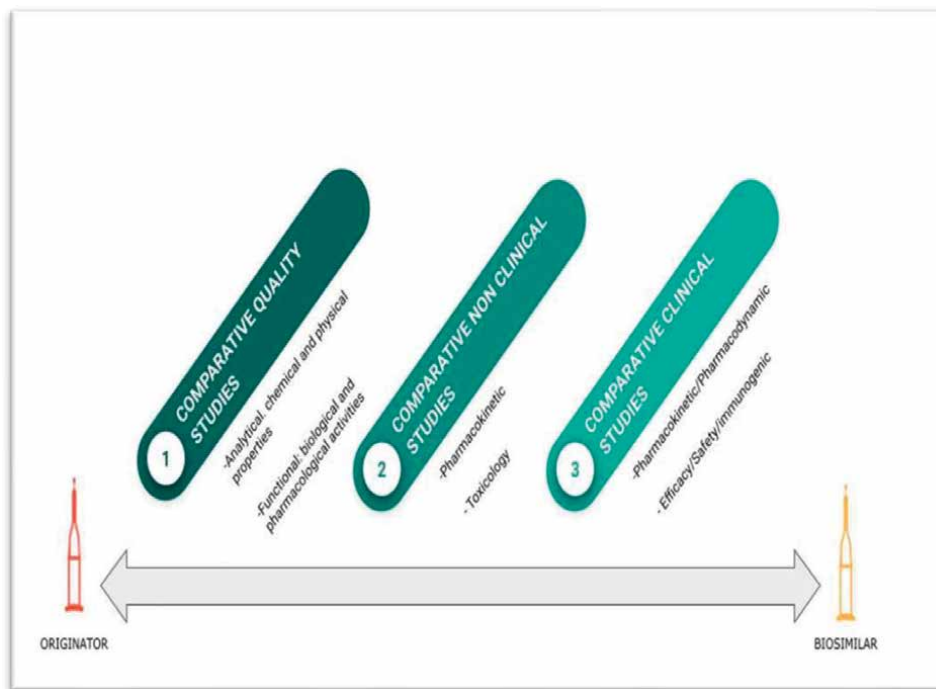 1
COMPARATIVE QUALITY
STUDIES
-Analytical: chemical and physical
properties
-Functional: biological and
pharmacological activities
2
COMPARATIVE NON CLINICAL
STUDIES
-Pharmacokinetic
-Toxicology
3
COMPARATIVE CLINICAL
STUDIES
-Pharmacokinetic/Pharmacodynamic
- Efficacy/Safety/immunogenic
ORIGINATOR
BIOSIMILAR